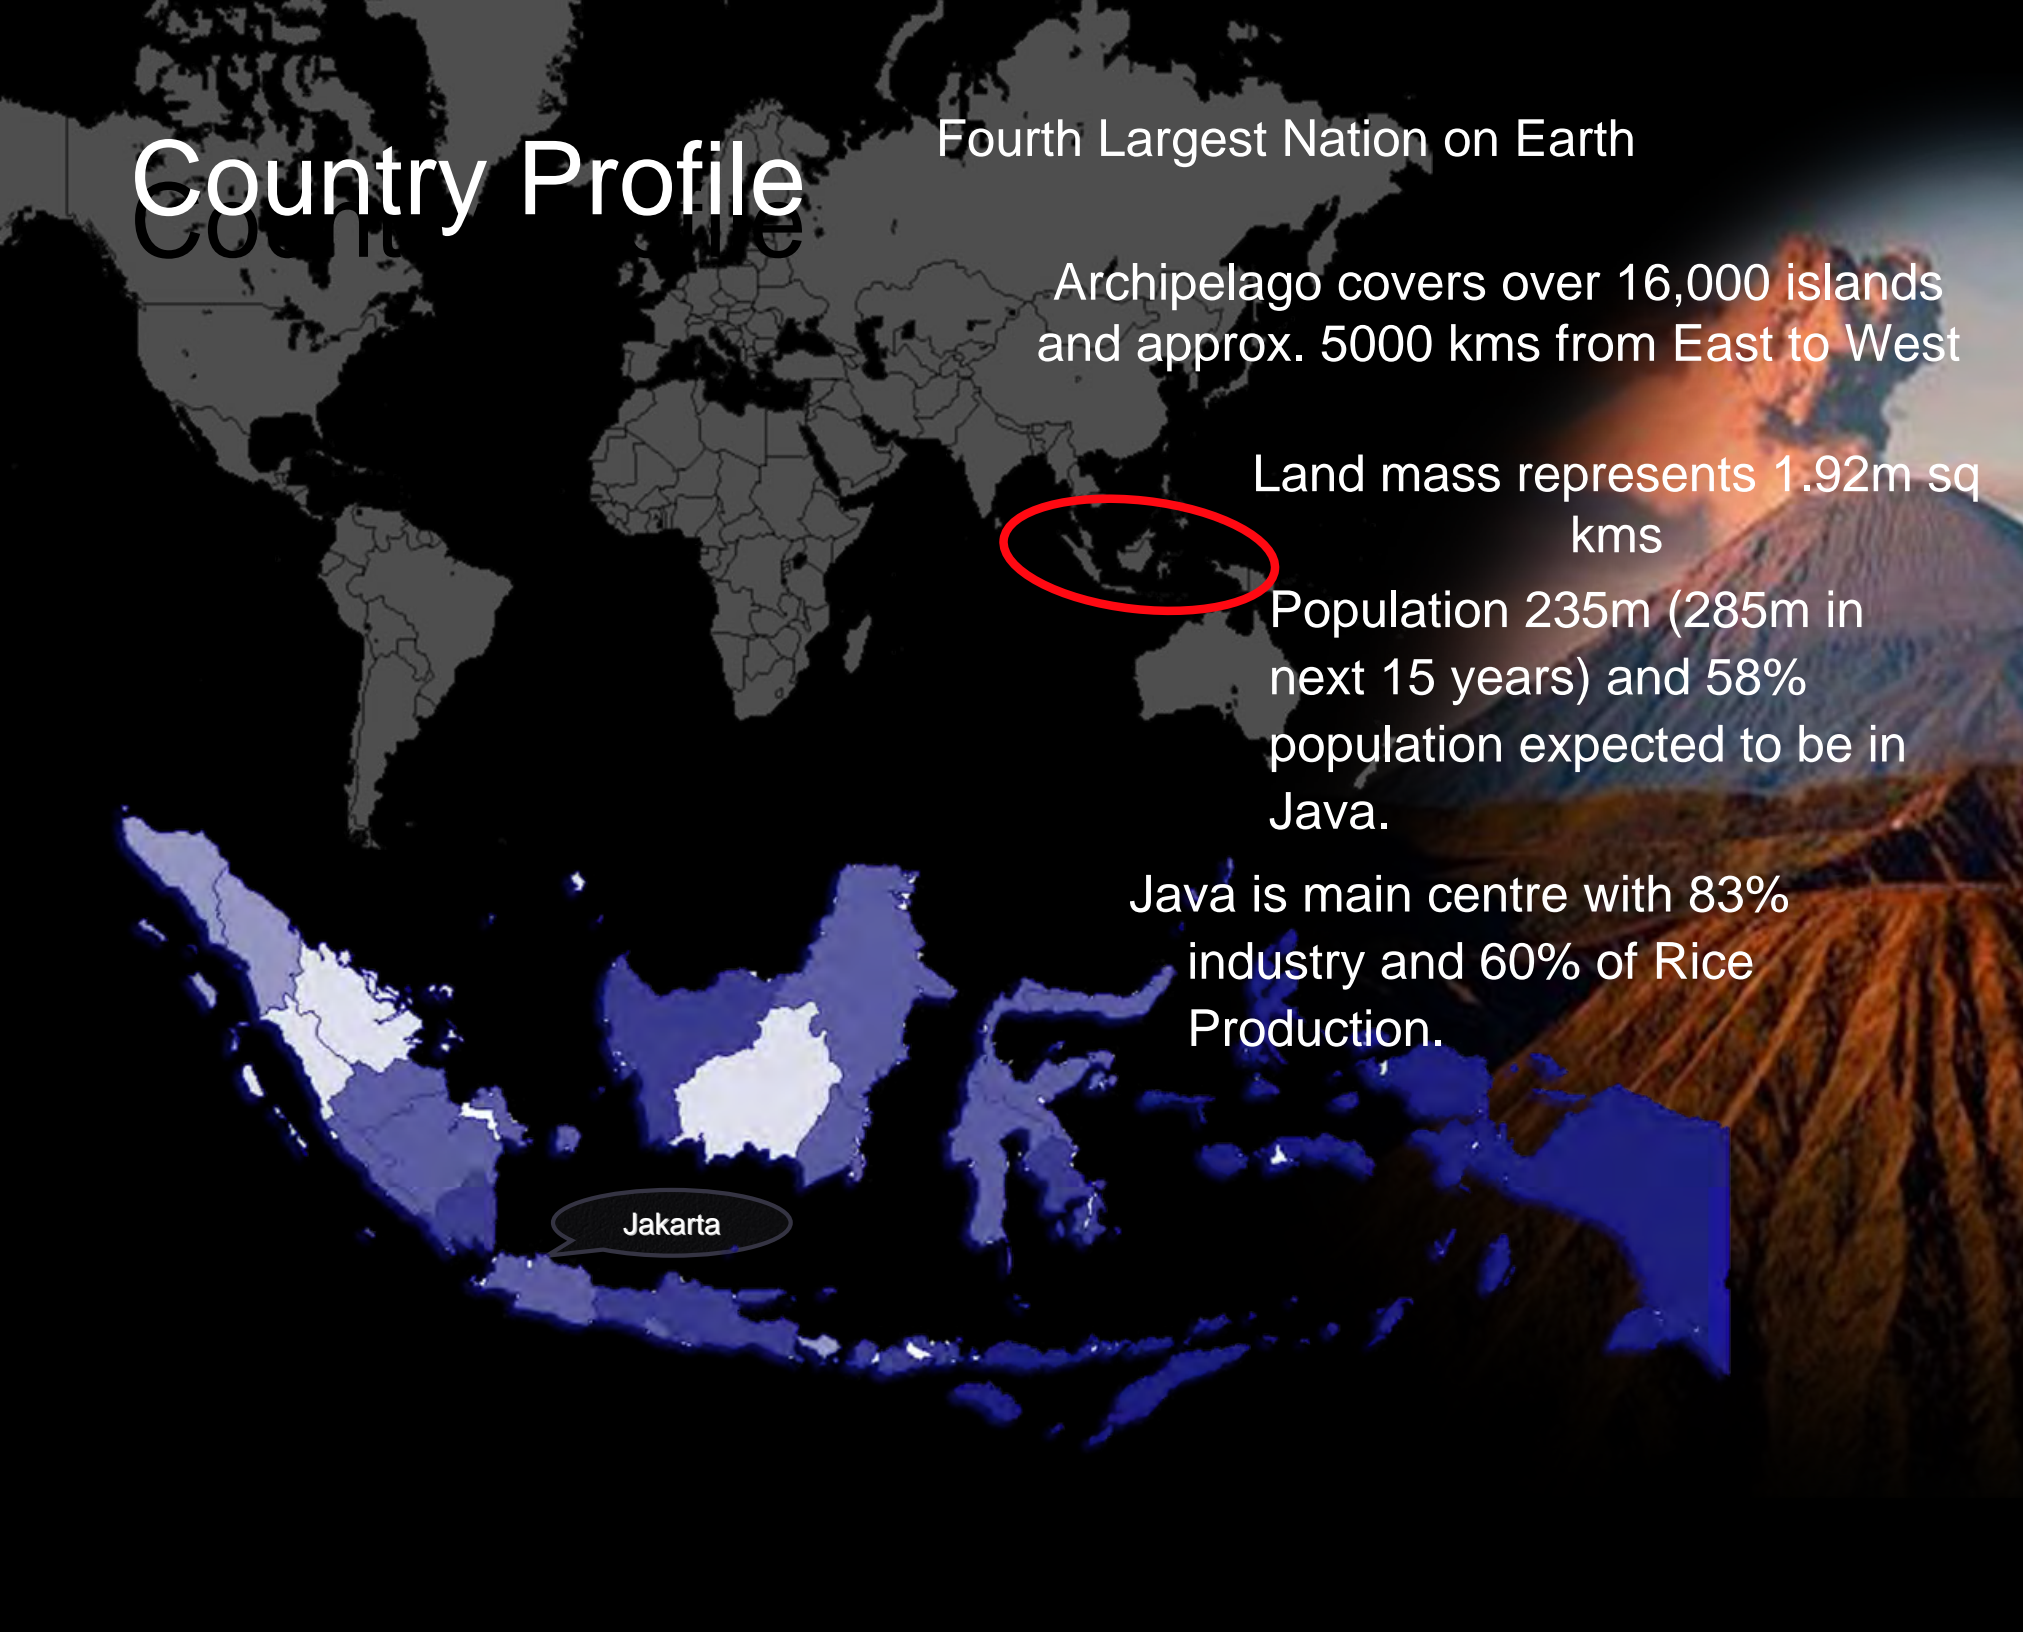 Country Profile
Fourth Largest Nation on Earth
Archipelago covers over 16,000 islands
and approx. 5000 kms from East to West
Land mass represents 1.92m sq
kms
Population 235m (285m in
next 15 years) and 58%
population expected to be in
Java.
Java is main centre with 83%
industry and 60% of Rice
Production.
Jakarta